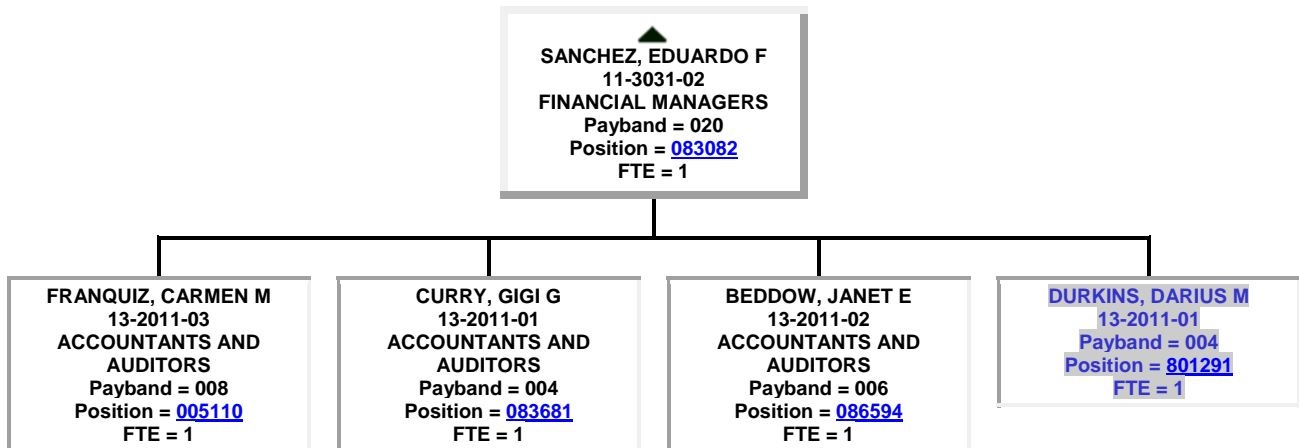 SANCHEZ, EDUARDO F
11-3031-02
FINANCIAL MANAGERS
Payband = 020
Position = 083082
FTE = 1
FRANQUIZ, CARMEN M
13-2011-03
ACCOUNTANTS AND
AUDITORS
Payband = 008
Position = 005110
FTE = 1
CURRY, GIGI G
13-2011-01
ACCOUNTANTS AND
AUDITORS
Payband = 004
Position = 083681
FTE = 1
BEDDOW, JANET E
13-2011-02
ACCOUNTANTS AND
AUDITORS
Payband = 006
Position = 086594
FTE = 1
DURKINS, DARIUS M
13-2011-01
Payband = 004
Position = 801291
FTE = 1